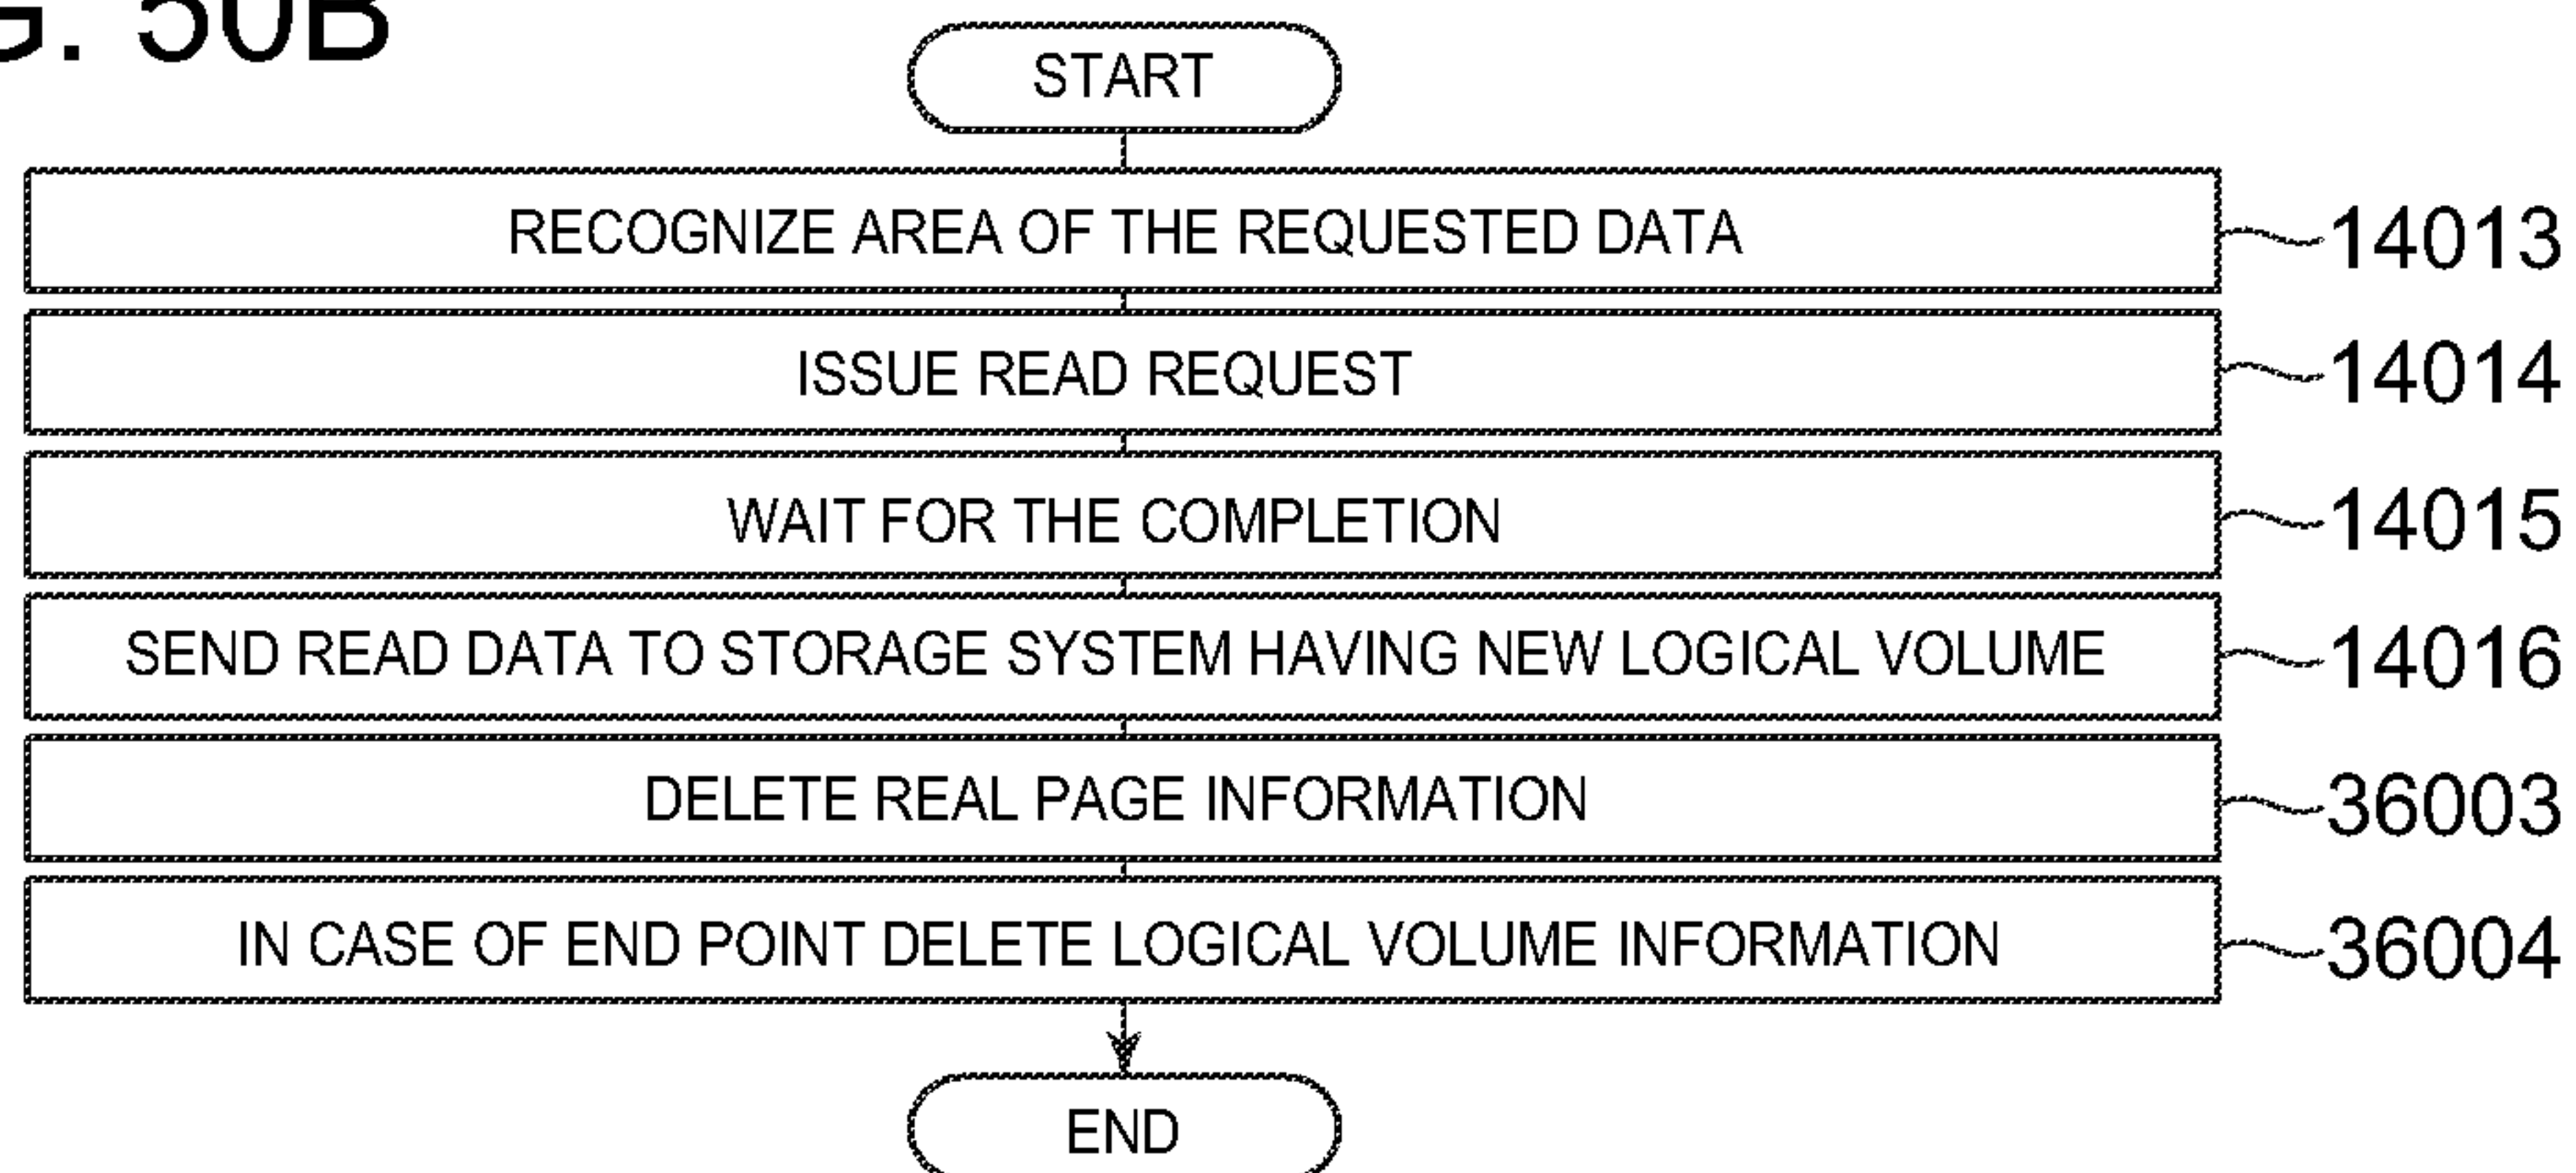 G. 50B
START
RECOGNIZE AREA OF THE REQUESTED DATA 14013
ISSUE READ REQUEST 14014
WAIT FOR THE COMPLETION 14015
SEND READ DATA TO STORAGE SYSTEM HAVING NEW LOGICAL VOLUME 14016
DELETE REAL PAGE INFORMATION 36003
IN CASE OF END POINT DELETE LOGICAL VOLUME INFORMATION 36004
END